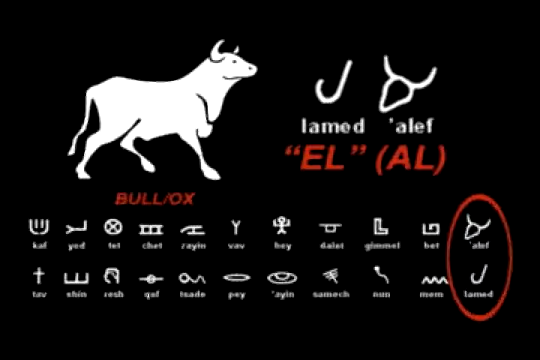 lamed 'alef
"EL" (AL)
BULL/OX
kaf yod tet chet zayin vav hey dalet gimmel bet 'alef
tav shin resh qof tsade pey 'ayin samech nun mem lamed